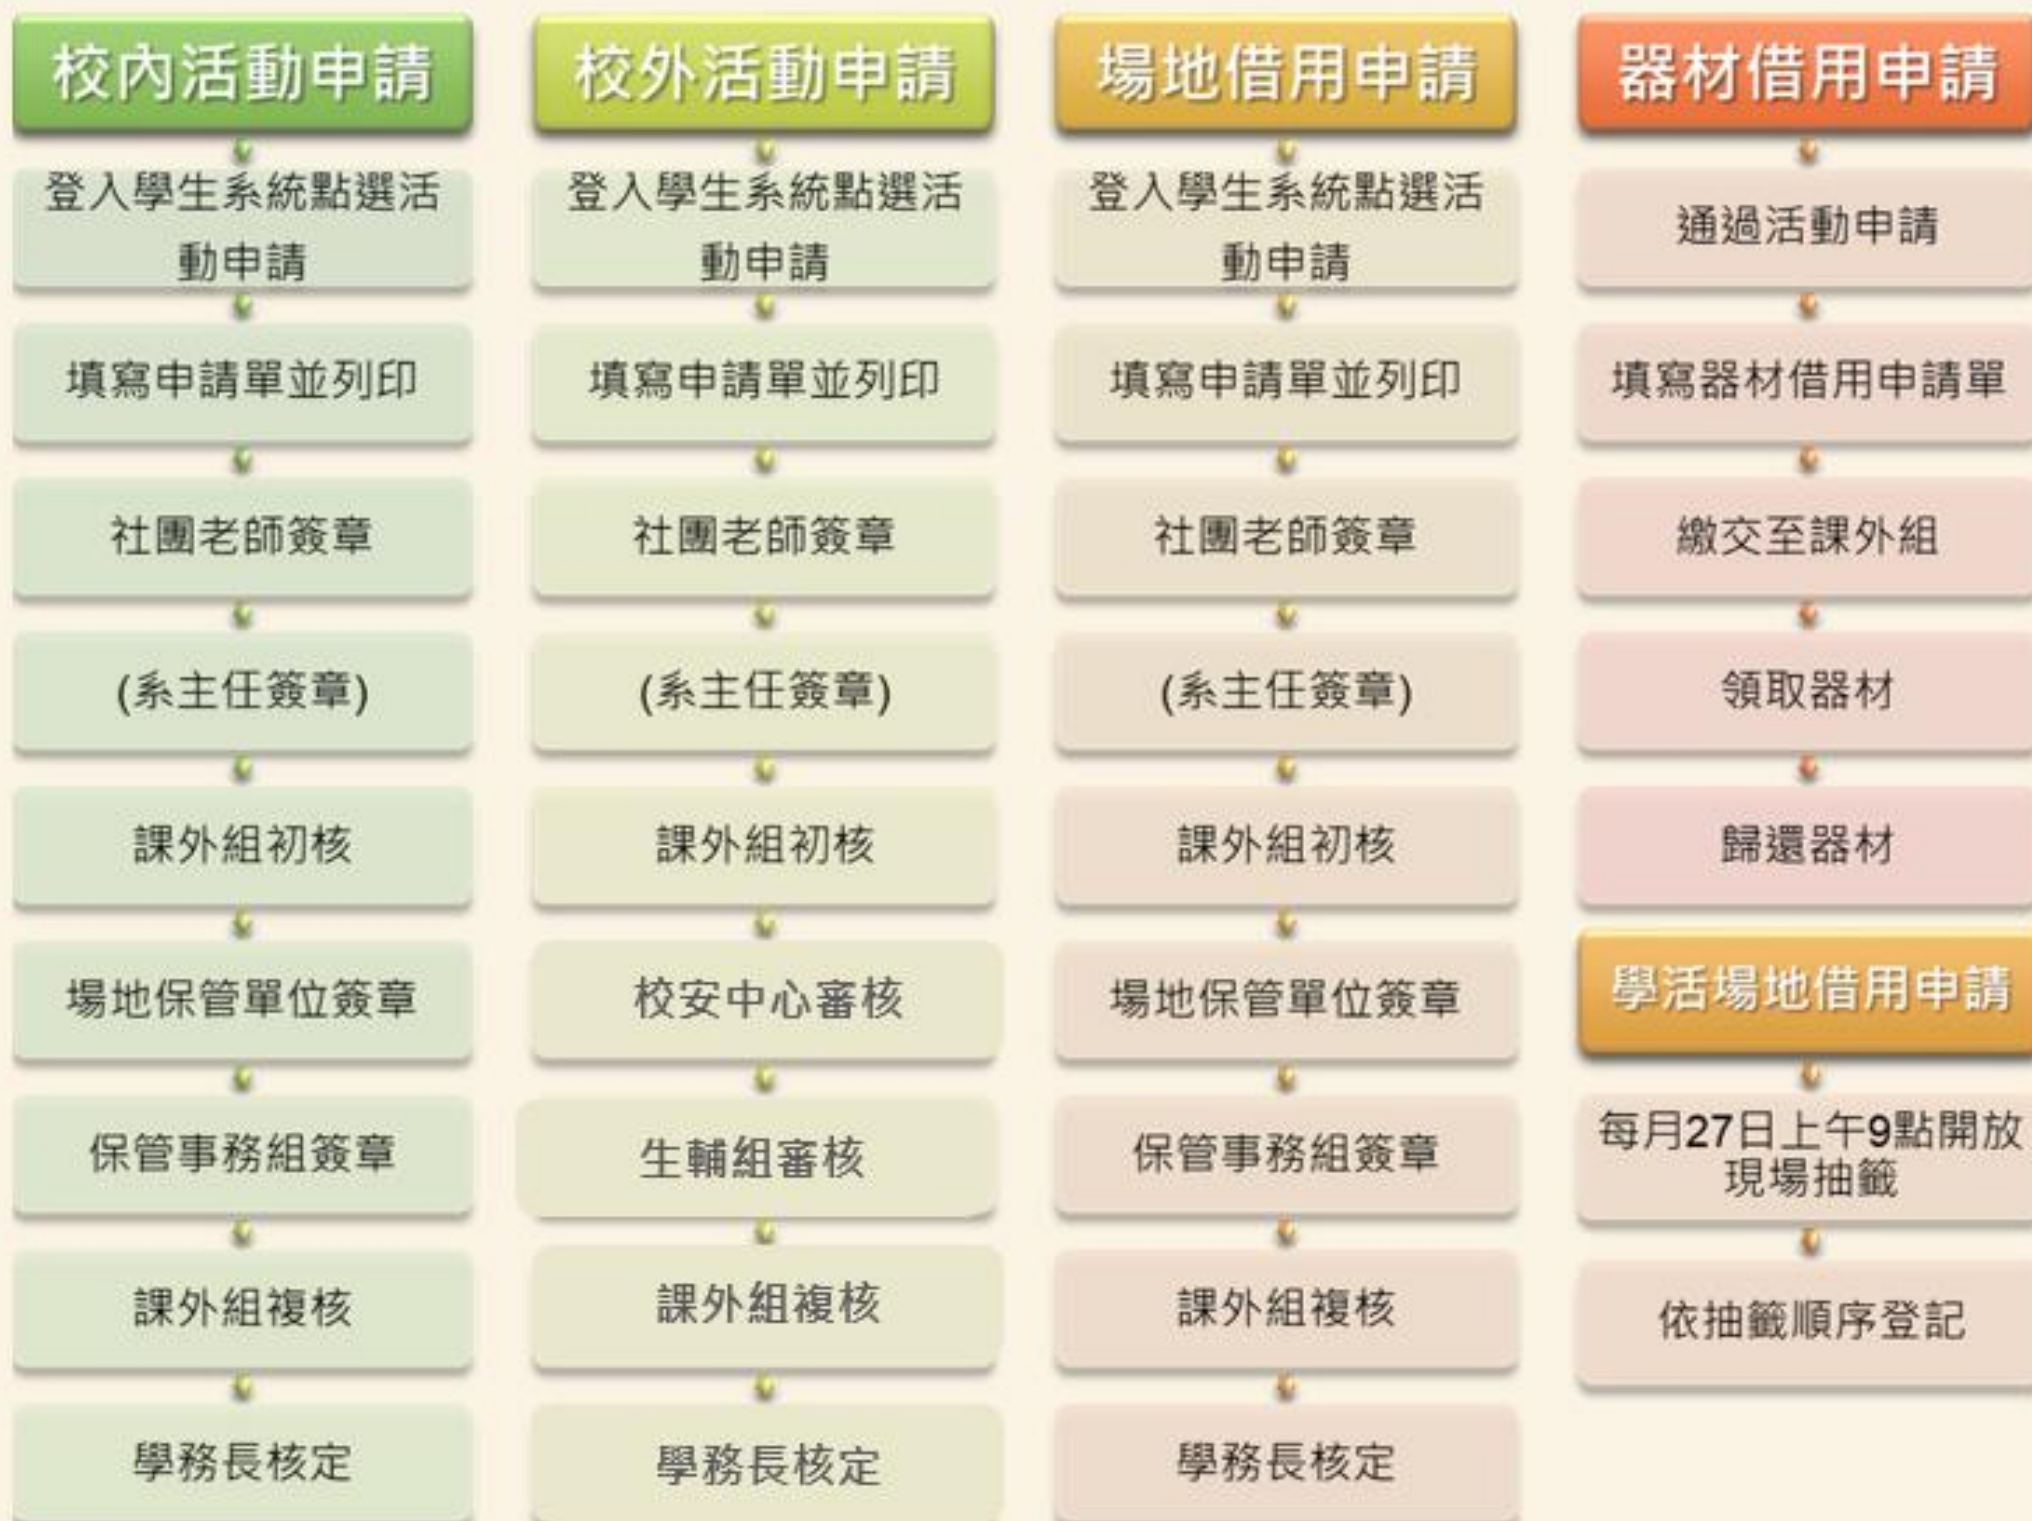 校內活動申請
登入學生系統點選活
動申請
填寫申請單並列印
社團老師簽章
(系主任簽章)
課外組初核
場地保管單位簽章
保管事務組簽章
課外組複核
學務長核定
校外活動申請
登入學生系統點選活
動申請
填寫申請單並列印
社團老師簽章
(系主任簽章)
課外組初核
校安中心審核
生輔組審核
課外組複核
學務長核定
場地借用申請
登入學生系統點選活
動申請
填寫申請單並列印
社團老師簽章
(系主任簽章)
課外組初核
場地保管單位簽章
保管事務組簽章
課外組複核
學務長核定
器材借用申請
通過活動申請
填寫器材借用申請單
繳交至課外組
領取器材
歸還器材
學活場地借用申請
每月27日上午9點開放
現場抽籤
依抽籤順序登記